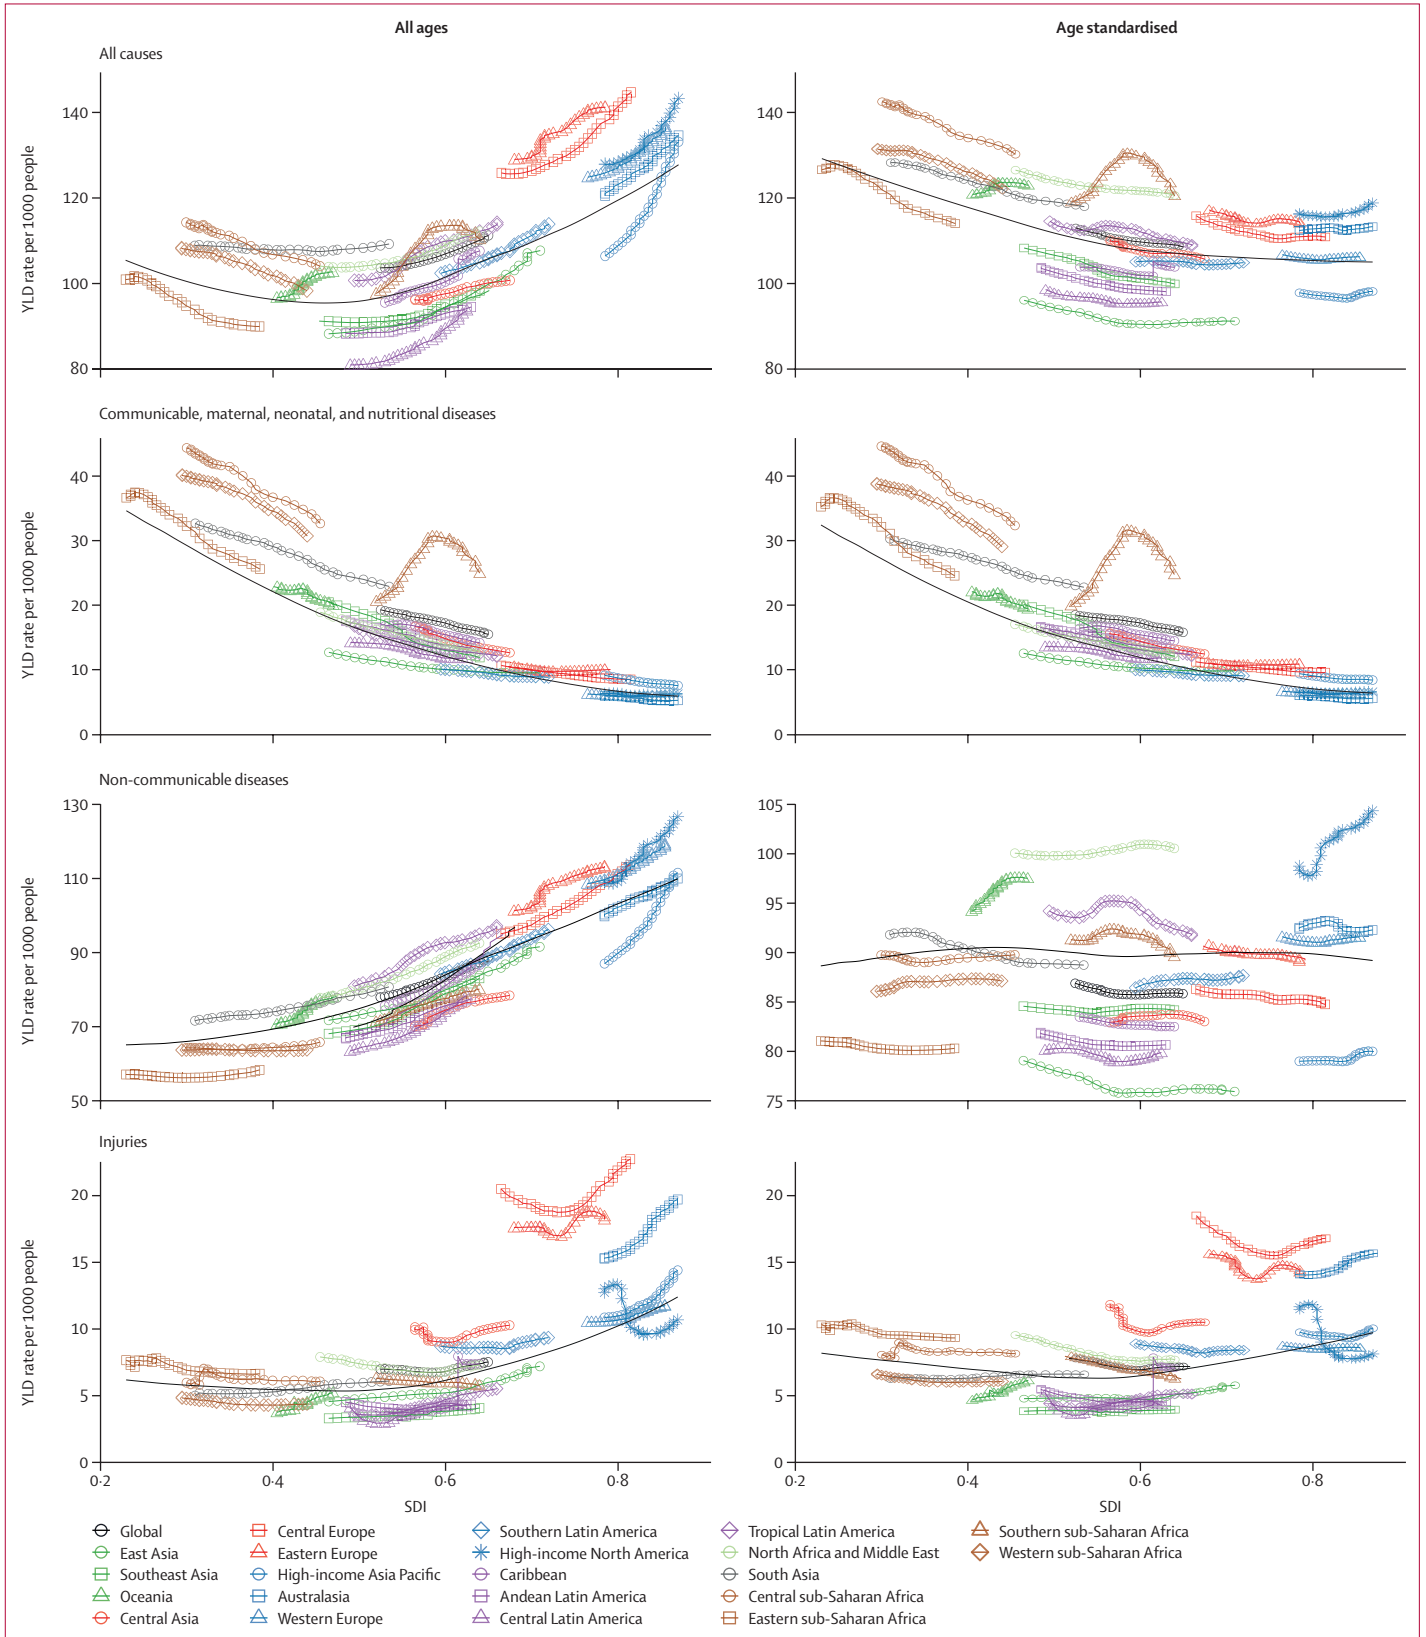 All ages
Age standardised
All causes
YLD rate per 1000 people
140
120
100
80
140
120
100
80
Communicable, maternal, neonatal, and nutritional diseases
YLD rate per 1000 people
40
30
20
10
0
40
30
20
10
0
Non-communicable diseases
YLD rate per 1000 people
130
110
90
70
50
105
100
95
90
85
80
75
Injuries
YLD rate per 1000 people
20
15
10
5
0
20
15
10
5
0
0·2 0·4 0·6 0·8
0·2 0·4 0·6 0·8
SDI
SDI
Global
East Asia
Southeast Asia
Oceania
Central Asia
Central Europe
Eastern Europe
High-income Asia Pacific
Australasia
Western Europe
Southern Latin America
High-income North America
Caribbean
Andean Latin America
Central Latin America
Tropical Latin America
North Africa and Middle East
South Asia
Central sub-Saharan Africa
Eastern sub-Saharan Africa
Southern sub-Saharan Africa
Western sub-Saharan Africa